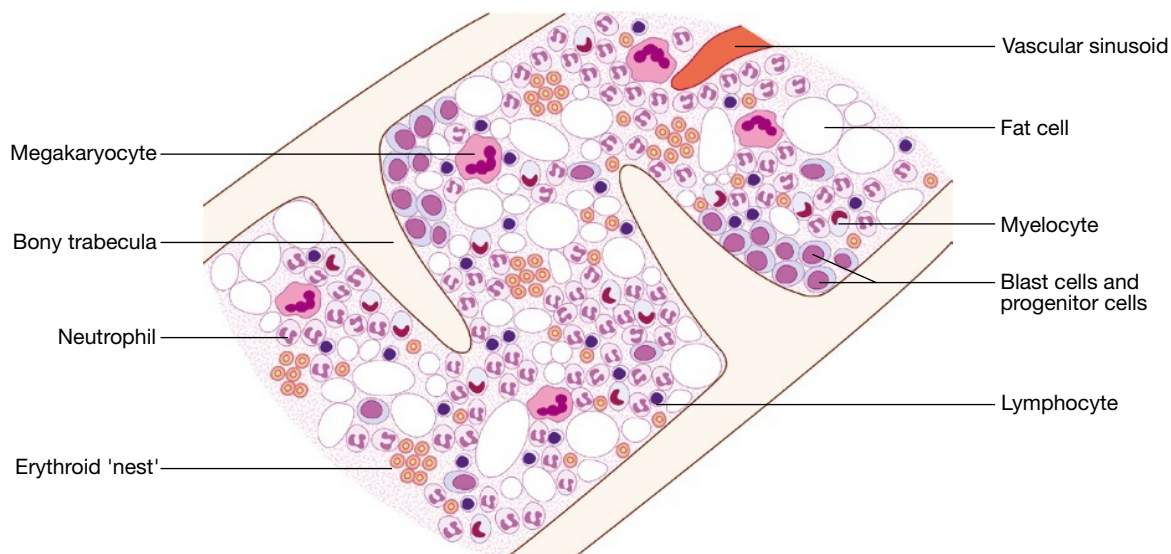 Megakaryocyte
Bony trabecula
Neutrophil
Erythroid 'nest'
Vascular sinusoid
Fat cell
Myelocyte
Blast cells and
progenitor cells
Lymphocyte